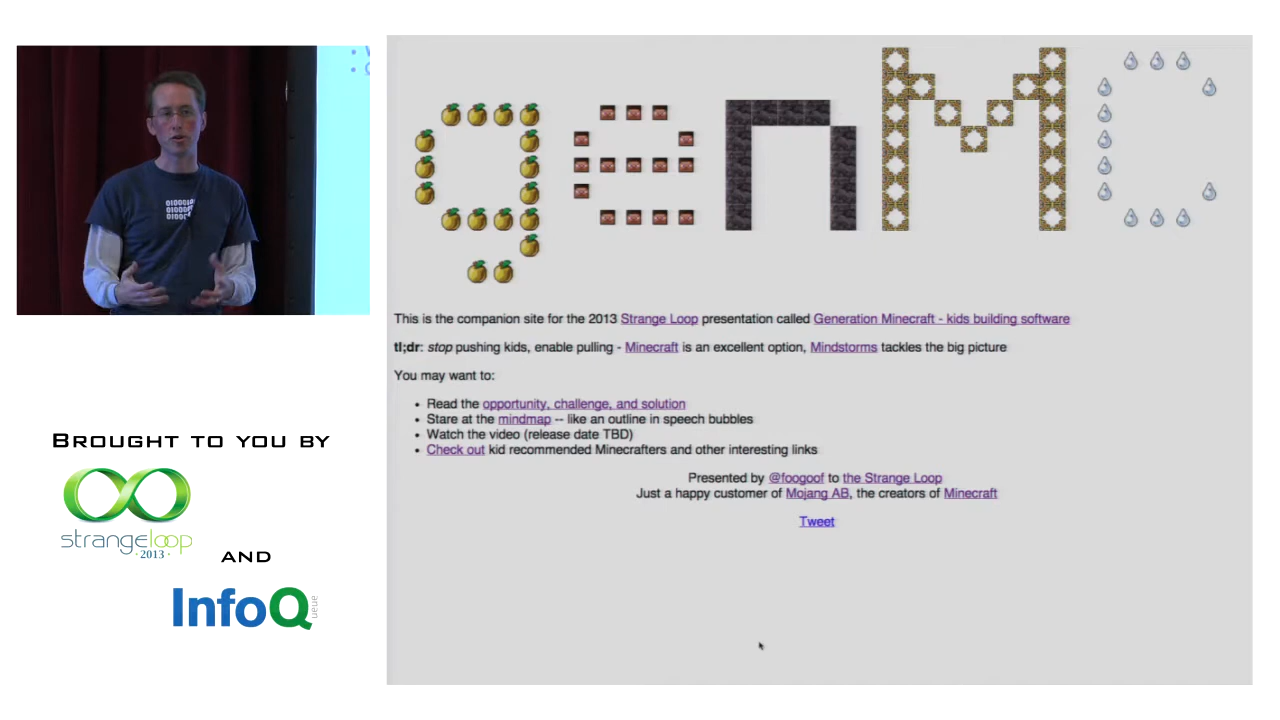 01000
01000
0100
genMC
This is the companion site for the 2013 Strange Loop presentation called Generation Minecraft - kids building software
tl;dr: stop pushing kids, enable pulling - Minecraft is an excellent option, Mindstorms tackles the big picture
You may want to:
• Read the opportunity, challenge, and solution
• Stare at the mindmap -- like an outline in speech bubbles
• Watch the video (release date TBD)
• Check out kid recommended Minecrafters and other interesting links
Presented by @foogoof to the Strange Loop
Just a happy customer of Mojang AB, the creators of Minecraft
Tweet
BROUGHT TO YOU BY
strangeloop
· 2013 ·
AND
InfoQ
ueue